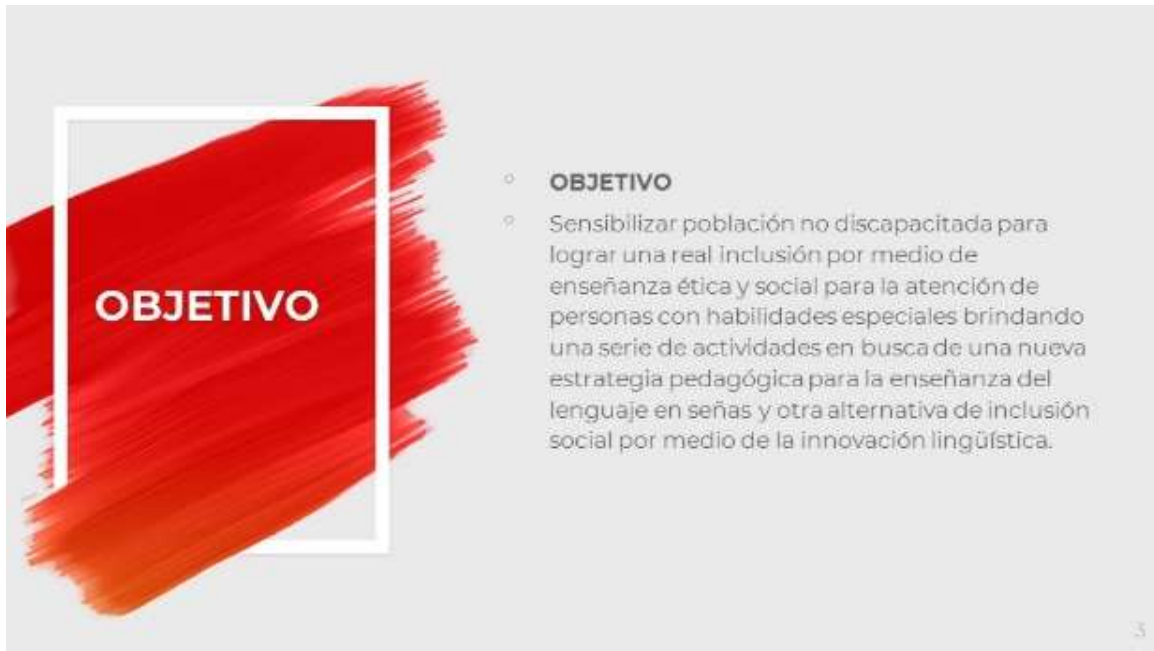 OBJETIVO
OBJETIVO
Sensibilizar población no discapacitada para
lograr una real inclusión por medio de
enseñanza ética y social para la atención de
personas con habilidades especiales brindando
una serie de actividades en busca de una nueva
estrategia pedagógica para la enseñanza del
lenguaje en señas y otra alternativa de inclusión
social por medio de la innovación lingüística.
3